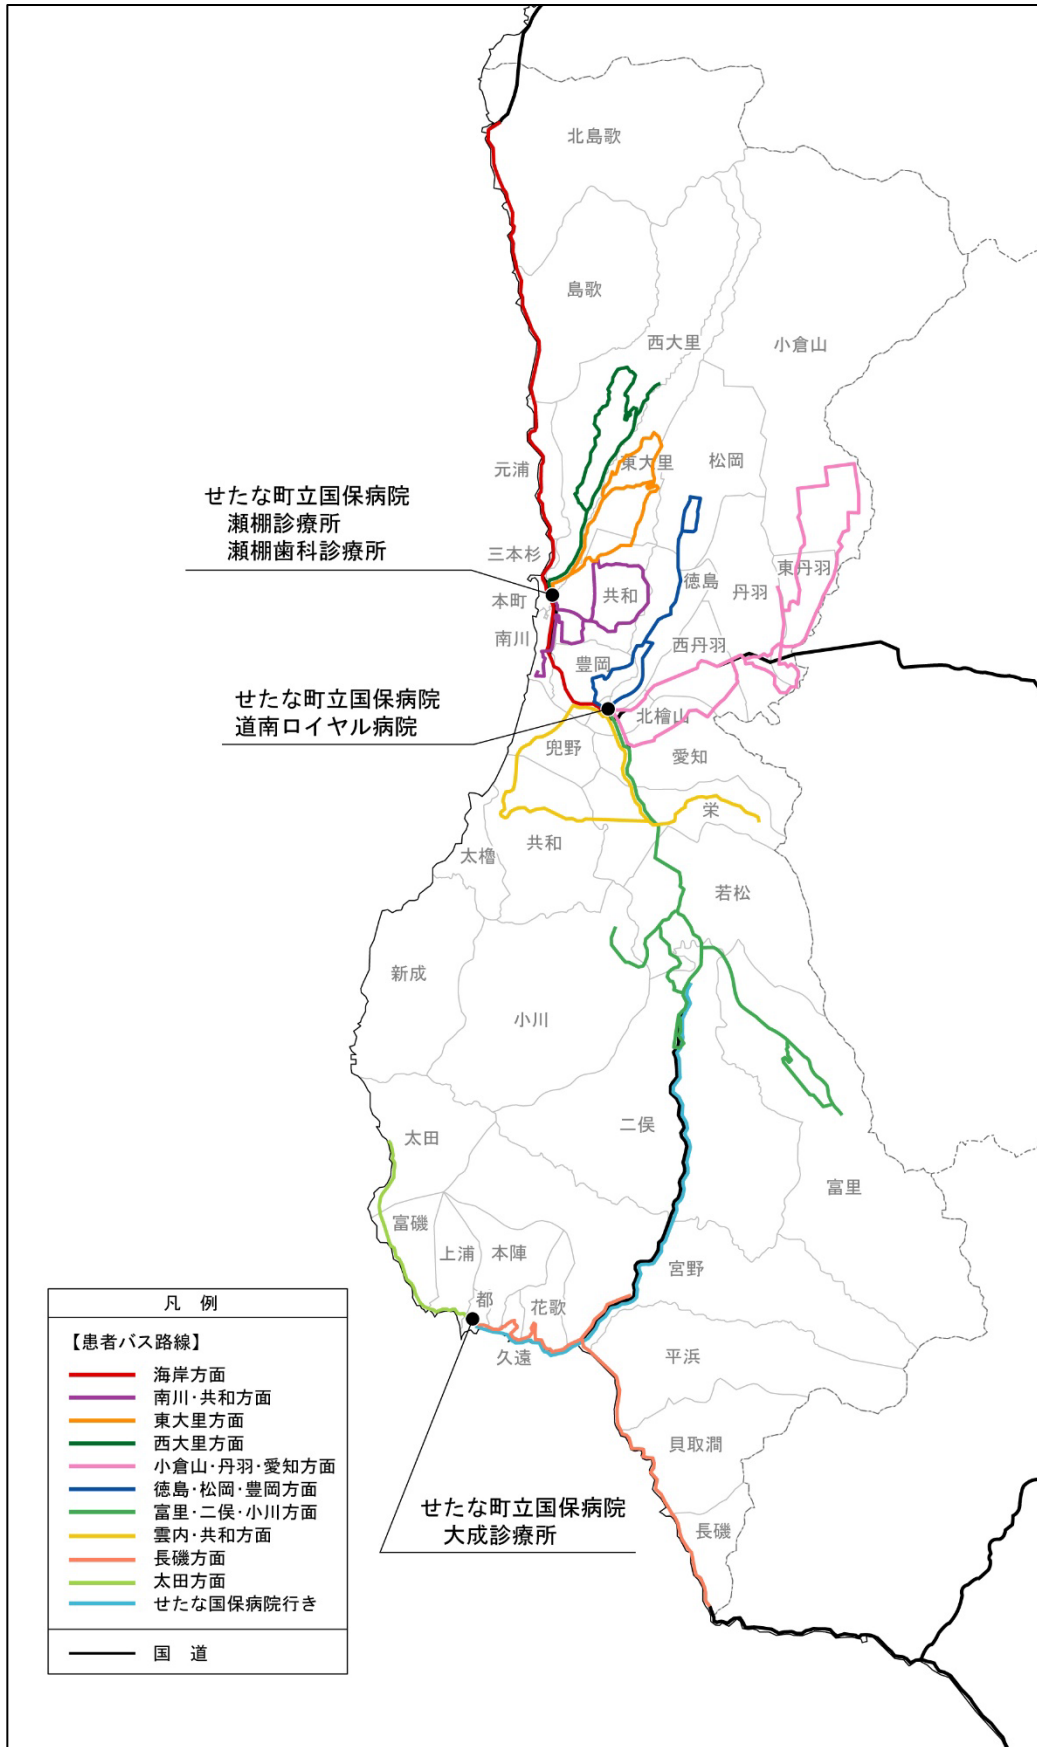 北島歌
島歌
西大里
小倉山
東大里
松岡
元浦
せたな町立国保病院
瀬棚診療所
瀬棚歯科診療所
三本杉
本町
共和
徳島
丹羽
東丹羽
南川
豊岡
西丹羽
せたな町立国保病院
道南ロイヤル病院
北檜山
兜野
愛知
栄
太櫓
共和
若松
新成
小川
二俣
太田
富里
富磯
上浦
本陣
宮野
都
花歌
久遠
平浜
貝取澗
長磯
せたな町立国保病院
大成診療所
凡 例
【患者バス路線】
海岸方面
南川・共和方面
東大里方面
西大里方面
小倉山・丹羽・愛知方面
徳島・松岡・豊岡方面
富里・二俣・小川方面
雲内・共和方面
長磯方面
太田方面
せたな国保病院行き
国 道